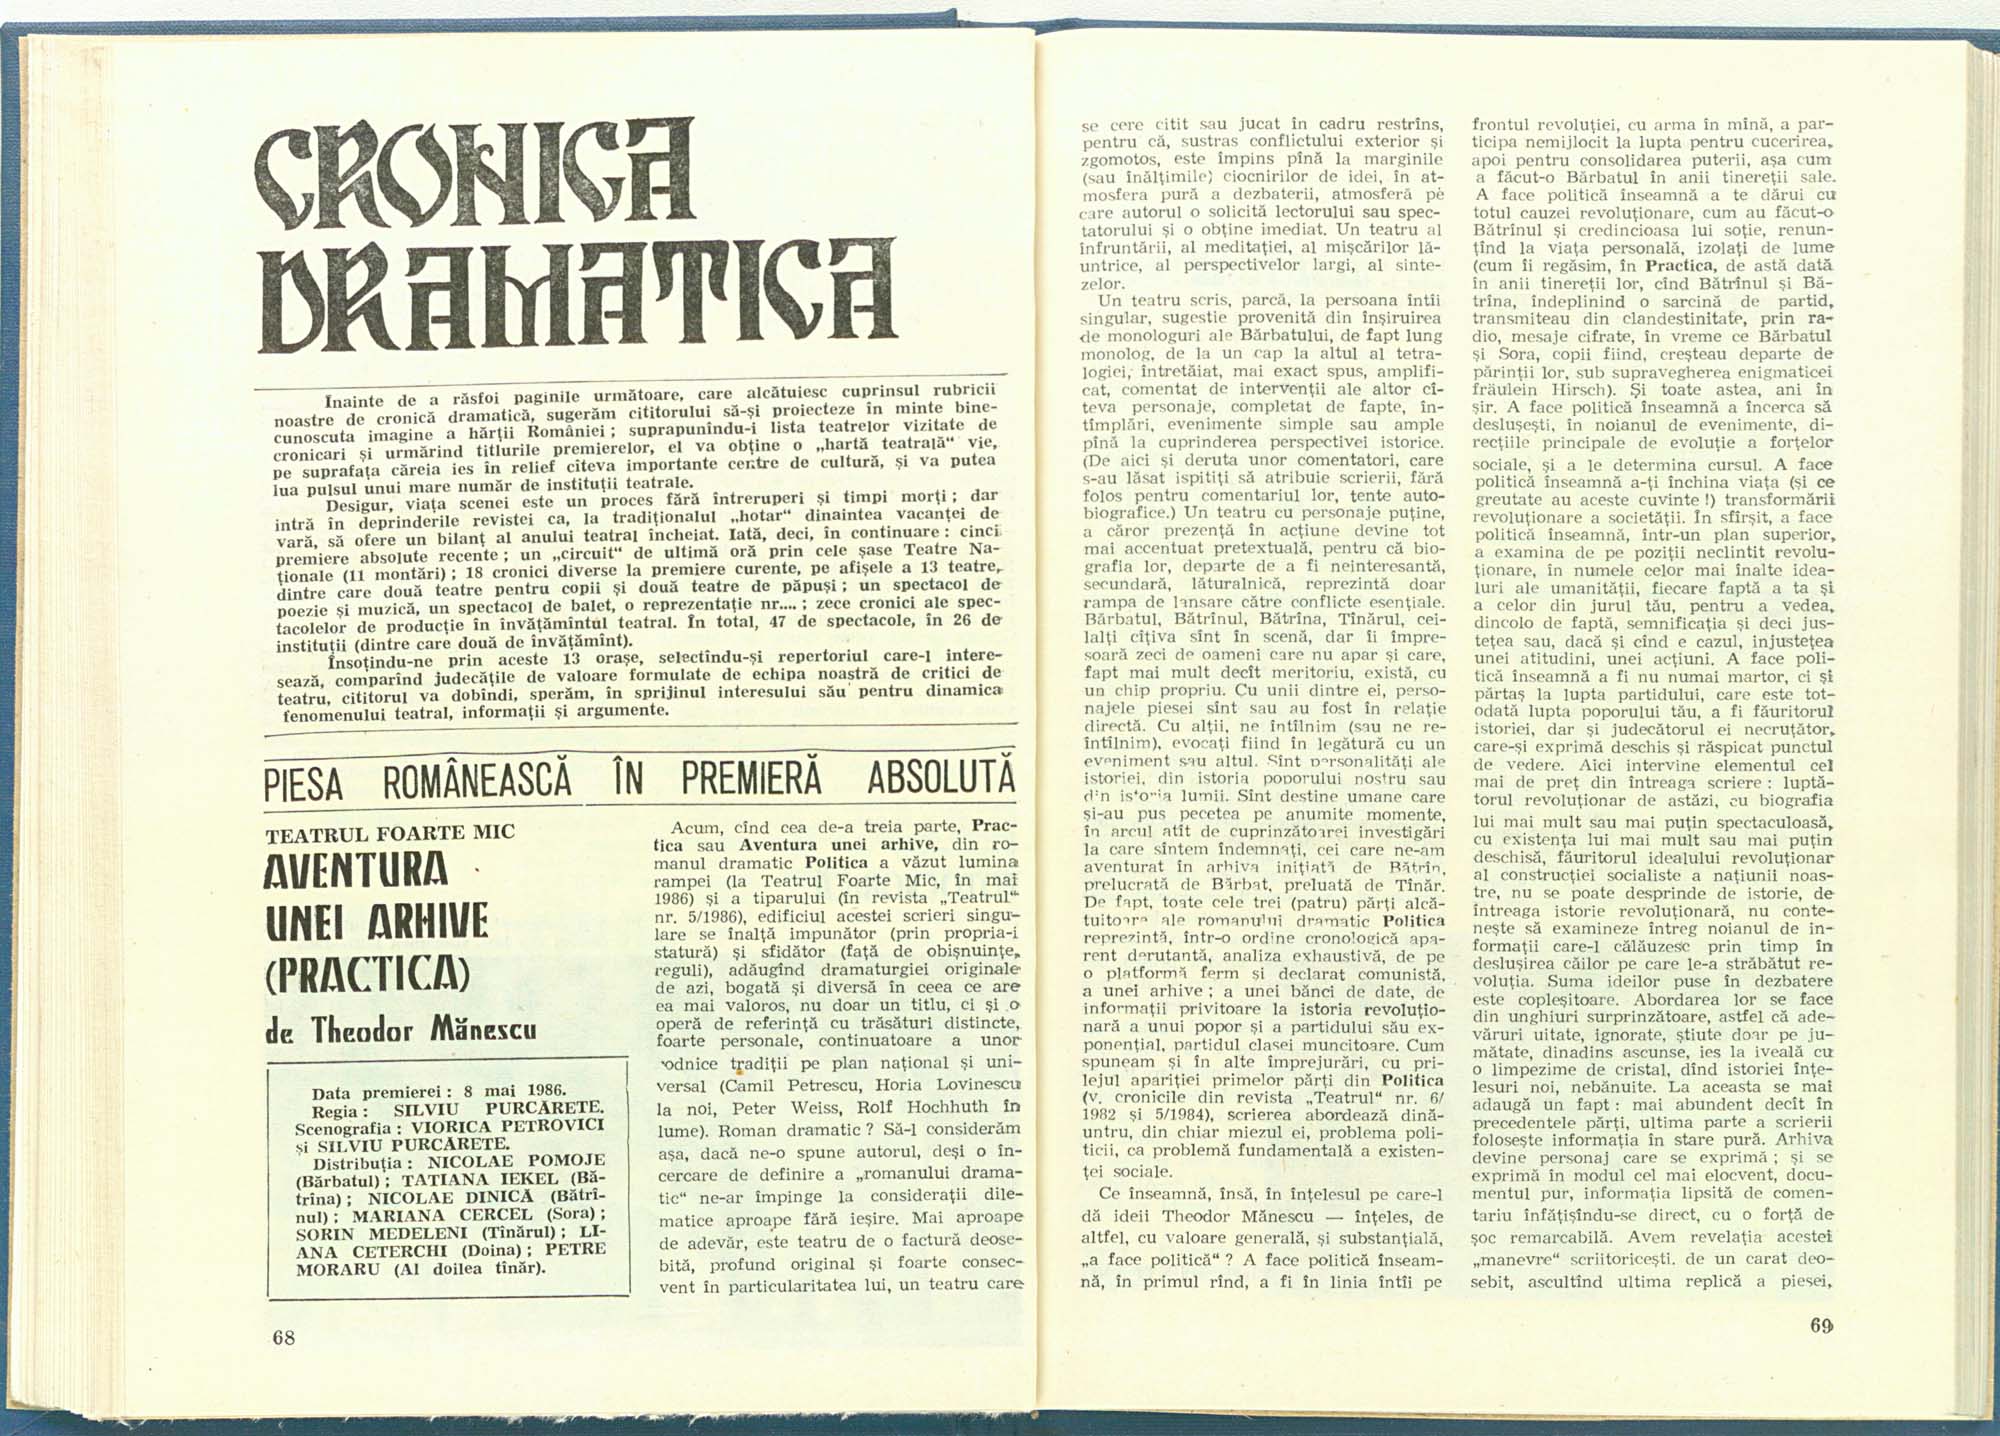 CRONICA
DRAMATICA
Înainte de a răsfoi paginile următoare, care alcătuiesc cuprinsul rubricii
noastre de cronică dramatică, sugerăm cititorului să-și proiecteze în minte bine-
cunoscuta imagine a hărții României ; suprapunîndu-i lista teatrelor vizitate de
cronicari și urmărind titlurile premierelor, el va obține o „hartă teatrală“ vie,
pe suprafața căreia ies în relief cîteva importante centre de cultură, și va putea
lua pulsul unui mare număr de instituții teatrale.
Desigur, viața scenei este un proces fără întreruperi și timpi morți ; dar
intră în deprinderile revistei ca, la tradiționalul „hotar“ dinaintea vacanței de
vară, să ofere un bilanț al anului teatral încheiat. Iată, deci, în continuare : cinci
premiere absolute recente ; un „circuit“ de ultimă oră prin cele șase Teatre Na-
ționale (11 montări) ; 18 cronici diverse la premiere curente, pe afișele a 13 teatre,
dintre care două teatre pentru copii și două teatre de păpuși ; un spectacol de
poezie și muzică, un spectacol de balet, o reprezentație nr.... ; zece cronici ale spec-
tacolelor de producție în învățămîntul teatral. În total, 47 de spectacole, în 26 de
instituții (dintre care două de învățămînt).
Însoțindu-ne prin aceste 13 orașe, selectîndu-și repertoriul care-l intere-
sează, comparînd judecățile de valoare formulate de echipa noastră de critici de
teatru, cititorul va dobîndi, sperăm, în sprijinul interesului său pentru dinamica
fenomenului teatral, informații și argumente.
PIESA ROMÂNEASCĂ ÎN PREMIERĂ ABSOLUTĂ
TEATRUL FOARTE MIC
AVENTURA
UNEI ARHIVE
(PRACTICA)
de Theodor Mănescu
Data premierei : 8 mai 1986.
Regia : SILVIU PURCĂRETE.
Scenografia : VIORICA PETROVICI
și SILVIU PURCĂRETE.
Distribuția : NICOLAE POMOJE
(Bărbatul) ; TATIANA IEKEL (Bă-
trîna) ; NICOLAE DINICĂ (Bătrî-
nul) ; MARIANA CERCEL (Sora) ;
SORIN MEDELENI (Tînărul) ; LI-
ANA CETERCHI (Doina) ; PETRE
MORARU (Al doilea tînăr).
Acum, cînd cea de-a treia parte, Prac-
tica sau Aventura unei arhive, din ro-
manul dramatic Politica a văzut lumina
rampei (la Teatrul Foarte Mic, în mai
1986) și a tiparului (în revista „Teatrul“
nr. 5/1986), edificiul acestei scrieri singu-
lare se înalță impunător (prin propria-i
statură) și sfidător (față de obișnuințe,
reguli), adăugînd dramaturgiei originale
de azi, bogată și diversă în ceea ce are
ea mai valoros, nu doar un titlu, ci și o
operă de referință cu trăsături distincte,
foarte personale, continuatoare a unor
rodnice tradiții pe plan național și uni-
versal (Camil Petrescu, Horia Lovinescu
la noi, Peter Weiss, Rolf Hochhuth în
lume). Roman dramatic ? Să-l considerăm
așa, dacă ne-o spune autorul, deși o în-
cercare de definire a „romanului drama-
tic“ ne-ar împinge la considerații dile-
matice aproape fără ieșire. Mai aproape
de adevăr, este teatru de o factură deose-
bită, profund original și foarte consec-
vent în particularitatea lui, un teatru care
68
se cere citit sau jucat în cadru restrîns,
pentru că, sustras conflictului exterior și
zgomotos, este împins pînă la marginile
(sau înălțimile) ciocnirilor de idei, în at-
mosfera pură a dezbaterii, atmosferă pe
care autorul o solicită lectorului sau spec-
tatorului și o obține imediat. Un teatru al
înfruntării, al meditației, al mișcărilor lă-
untrice, al perspectivelor largi, al sinte-
zelor.
Un teatru scris, parcă, la persoana întîi
singular, sugestie provenită din înșiruirea
de monologuri ale Bărbatului, de fapt lung
monolog, de la un cap la altul al tetra-
logiei, întretăiat, mai exact spus, amplifi-
cat, comentat de intervenții ale altor cî-
teva personaje, completat de fapte, în-
tîmplări, evenimente simple sau ample
pînă la cuprinderea perspectivei istorice.
(De aici și deruta unor comentatori, care
s-au lăsat ispitiți să atribuie scrierii, fără
folos pentru comentariul lor, tente auto-
biografice.) Un teatru cu personaje puține,
a căror prezență în acțiune devine tot
mai accentuat pretextuală, pentru că bio-
grafia lor, departe de a fi neinteresantă,
secundară, lăturalnică, reprezintă doar
rampa de lansare către conflicte esențiale.
Bărbatul, Bătrînul, Bătrîna, Tînărul, cei-
lalți cîțiva sînt în scenă, dar îi împre-
soară zeci de oameni care nu apar și care,
fapt mai mult decît meritoriu, există, cu
un chip propriu. Cu unii dintre ei, perso-
najele piesei sînt sau au fost în relație
directă. Cu alții, ne întîlnim (sau ne re-
întîlnim), evocați fiind în legătură cu un
eveniment sau altul. Sînt personalități ale
istoriei, din istoria poporului nostru sau
din istoria lumii. Sînt destine umane care
și-au pus pecetea pe anumite momente,
în arcul atît de cuprinzătoarei investigări
la care sîntem îndemnați, cei care ne-am
aventurat în arhiva inițiată de Bătrîn,
prelucrată de Bărbat, preluată de Tînăr.
De fapt, toate cele trei (patru) părți alcă-
tuitoare ale romanului dramatic Politica
reprezintă, într-o ordine cronologică apa-
rent derutantă, analiza exhaustivă, de pe
o platformă ferm și declarat comunistă,
a unei arhive ; a unei bănci de date, de
informații privitoare la istoria revoluțio-
nară a unui popor și a partidului său ex-
ponențial, partidul clasei muncitoare. Cum
spuneam și în alte împrejurări, cu pri-
lejul apariției primelor părți din Politica
(v. cronicile din revista „Teatrul“ nr. 6/
1982 și 5/1984), scrierea abordează dină-
untru, din chiar miezul ei, problema poli-
ticii, ca problemă fundamentală a existen-
ței sociale.
Ce înseamnă, însă, în înțelesul pe care-l
dă ideii Theodor Mănescu — înțeles, de
altfel, cu valoare generală, și substanțială,
„a face politică“ ? A face politică înseam-
nă, în primul rînd, a fi în linia întîi pe
frontul revoluției, cu arma în mînă, a par-
ticipa nemijlocit la lupta pentru cucerirea,
apoi pentru consolidarea puterii, așa cum
a făcut-o Bărbatul în anii tinereții sale.
A face politică înseamnă a te dărui cu
totul cauzei revoluționare, cum au făcut-o
Bătrînul și credincioasa lui soție, renun-
țînd la viața personală, izolați de lume
(cum îi regăsim, în Practica, de astă dată
în anii tinereții lor, cînd Bătrînul și Bă-
trîna, îndeplinind o sarcină de partid,
transmiteau din clandestinitate, prin ra-
dio, mesaje cifrate, în vreme ce Bărbatul
și Sora, copii fiind, creșteau departe de
părinții lor, sub supravegherea enigmaticei
fräulein Hirsch). Și toate astea, ani în
șir. A face politică înseamnă a încerca să
deslușești, în noianul de evenimente, di-
recțiile principale de evoluție a forțelor
sociale, și a le determina cursul. A face
politică înseamnă a-ți închina viața (și ce
greutate au aceste cuvinte !) transformării
revoluționare a societății. În sfîrșit, a face
politică înseamnă, într-un plan superior,
a examina de pe poziții neclintit revolu-
ționare, în numele celor mai înalte idea-
luri ale umanității, fiecare faptă a ta și
a celor din jurul tău, pentru a vedea,
dincolo de faptă, semnificația și deci jus-
tețea sau, dacă și cînd e cazul, injustețea
unei atitudini, unei acțiuni. A face poli-
tică înseamnă a fi nu numai martor, ci și
părtaș la lupta partidului, care este tot-
odată lupta poporului tău, a fi făuritorul
istoriei, dar și judecătorul ei necruțător,
care-și exprimă deschis și răspicat punctul
de vedere. Aici intervine elementul cel
mai de preț din întreaga scriere : luptă-
torul revoluționar de astăzi, cu biografia
lui mai mult sau mai puțin spectaculoasă,
cu existența lui mai mult sau mai puțin
deschisă, făuritorul idealului revoluționar
al construcției socialiste a națiunii noas-
tre, nu se poate desprinde de istorie, de
întreaga istorie revoluționară, nu conte-
nește să examineze întreg noianul de in-
formații care-l călăuzesc prin timp în
deslușirea căilor pe care le-a străbătut re-
voluția. Suma ideilor puse în dezbatere
este copleșitoare. Abordarea lor se face
din unghiuri surprinzătoare, astfel că ade-
văruri uitate, ignorate, știute doar pe ju-
mătate, dinadins ascunse, ies la iveală cu
o limpezime de cristal, dînd istoriei înțe-
lesuri noi, nebănuite. La aceasta se mai
adaugă un fapt : mai abundent decît în
precedentele părți, ultima parte a scrierii
folosește informația în stare pură. Arhiva
devine personaj care se exprimă ; și se
exprimă în modul cel mai elocvent, docu-
mentul pur, informația lipsită de comen-
tariu înfățișîndu-se direct, cu o forță de
șoc remarcabilă. Avem revelația acestei
„manevre“ scriitoricești. de un carat deo-
sebit, ascultînd ultima replică a piesei,
69